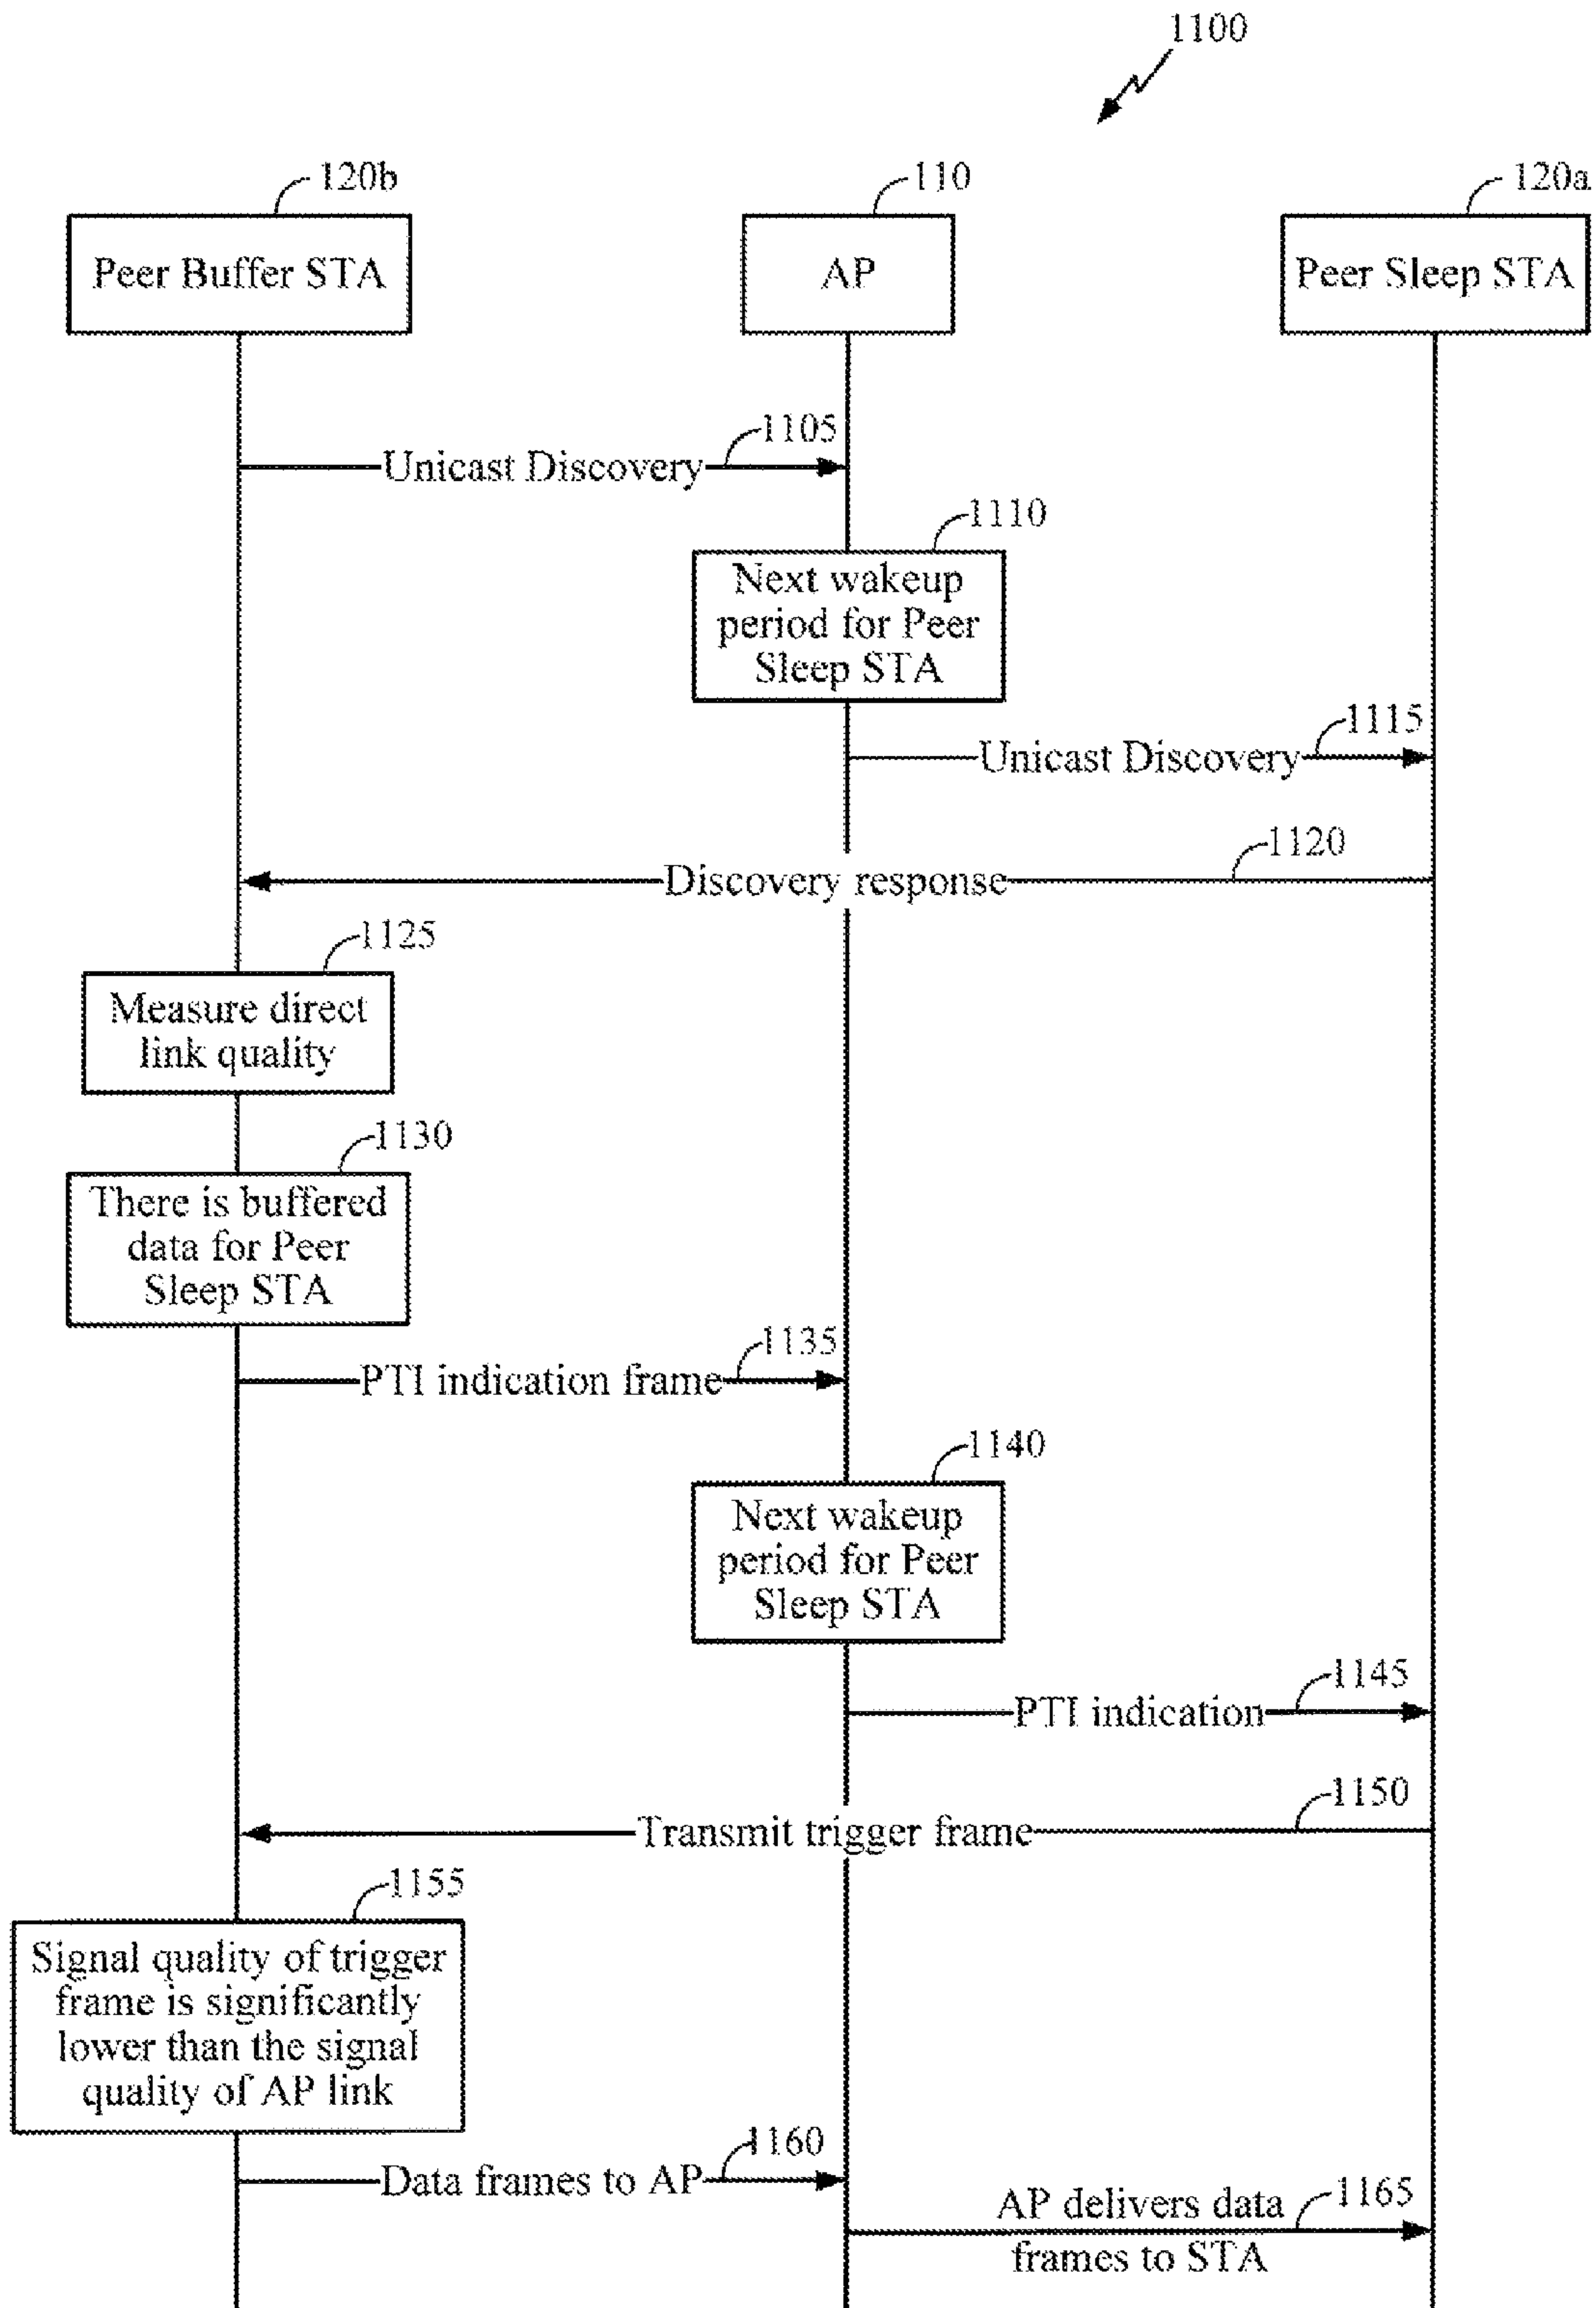 1100
120b
110
120a
Peer Buffer STA
AP
Peer Sleep STA
1105
Unicast Discovery
1110
Next wakeup
period for Peer
Sleep STA
1115
Unicast Discovery
1120
Discovery response
1125
Measure direct
link quality
1130
There is buffered
data for Peer
Sleep STA
1135
PTI indication frame
1140
Next wakeup
period for Peer
Sleep STA
1145
PTI indication
1150
Transmit trigger frame
1155
Signal quality of trigger
frame is significantly
lower than the signal
quality of AP link
1160
Data frames to AP
1165
AP delivers data
frames to STA